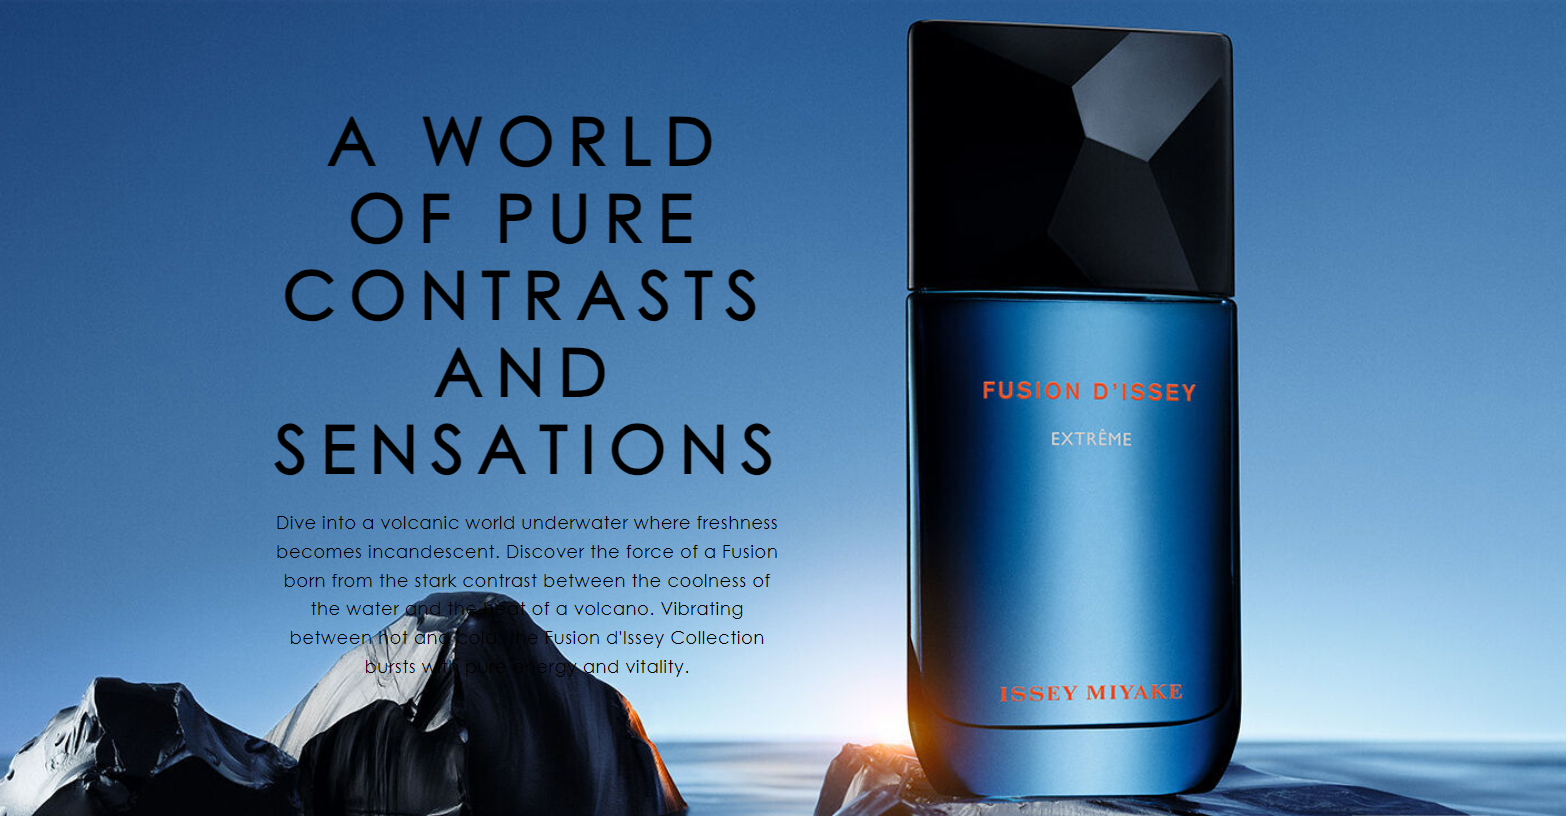 A WORLD
OF PURE
CONTRASTS
AND
SENSATIONS
Dive into a volcanic world underwater where freshness
becomes incandescent. Discover the force of a Fusion
born from the stark contrast between the coolness of
the water and the heat of a volcano. Vibrating
between hot and cold, the Fusion d'Issey Collection
bursts with pure energy and vitality.
FUSION D'ISSEY
EXTRÊME
ISSEY MIYAKE